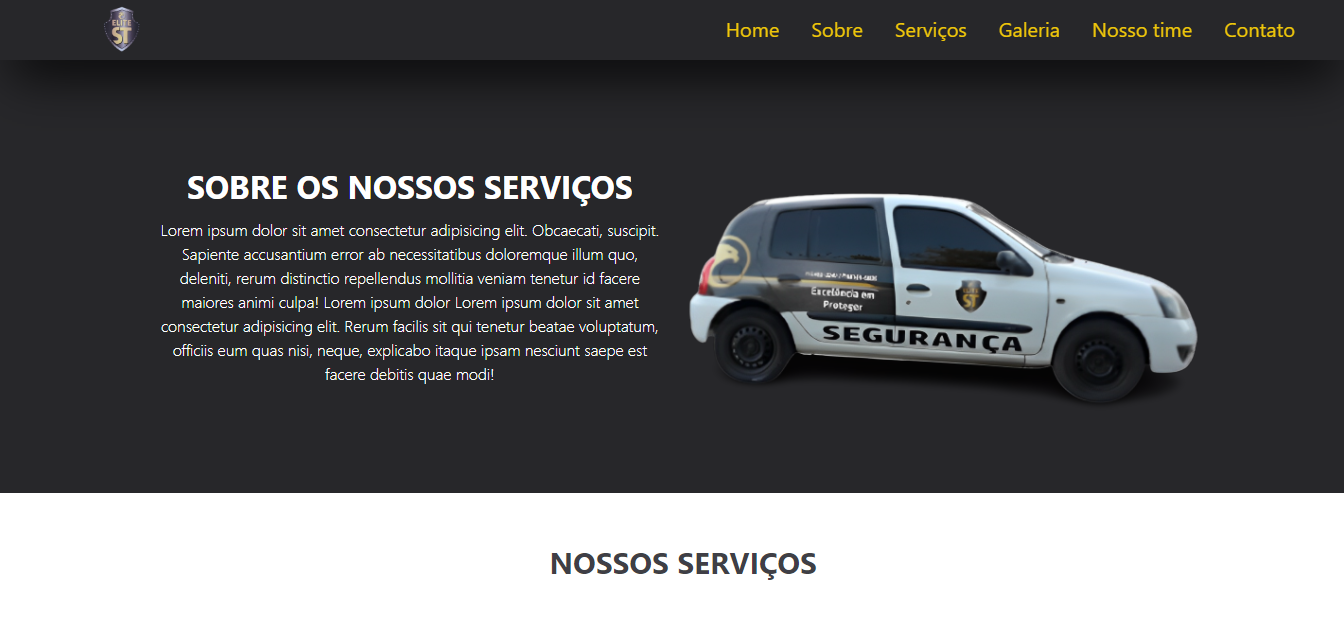 ELITE
ST
Home
Sobre
Serviços
Galeria
Nosso time
Contato
SOBRE OS NOSSOS SERVIÇOS
Lorem ipsum dolor sit amet consectetur adipisicing elit. Obcaecati, suscipit.
Sapiente accusantium error ab necessitatibus doloremque illum quo,
deleniti, rerum distinctio repellendus mollitia veniam tenetur id facere
maiores animi culpa! Lorem ipsum dolor Lorem ipsum dolor sit amet
consectetur adipisicing elit. Rerum facilis sit qui tenetur beatae voluptatum,
officiis eum quas nisi, neque, explicabo itaque ipsam nesciunt saepe est
facere debitis quae modi!
Excelência em
Proteger
ELITE
ST
SEGURANÇA
NOSSOS SERVIÇOS